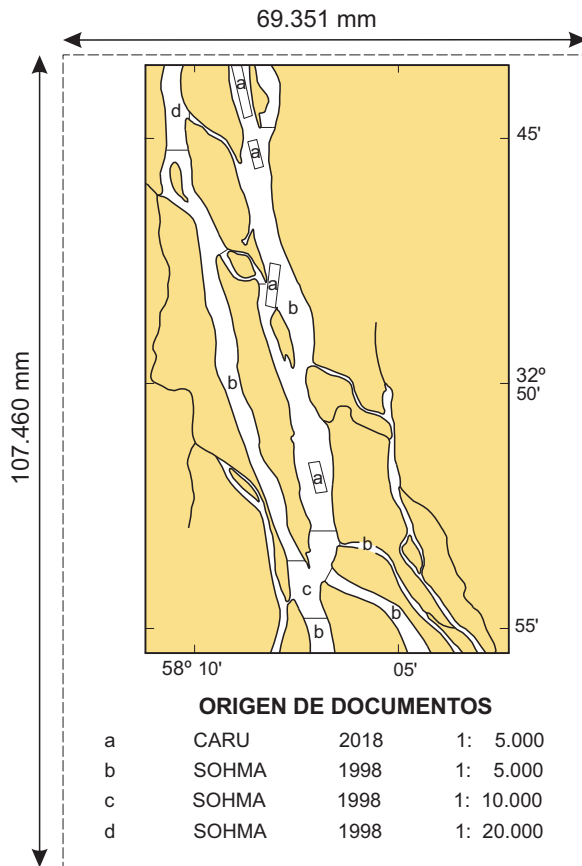 69.351 mm
107.460 mm
a
d
45'
a
a
b
32º
50'
b
a
b
c
b
b
55'
58º 10'
05'
ORIGEN DE DOCUMENTOS
a CARU 2018 1: 5.000
b SOHMA 1998 1: 5.000
c SOHMA 1998 1: 10.000
d SOHMA 1998 1: 20.000